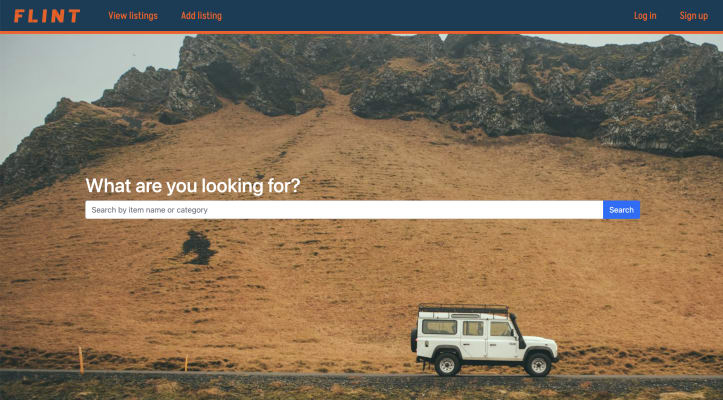 FLINT
View listings
Add listing
Log in
Sign up
What are you looking for?
Search by item name or category
Search